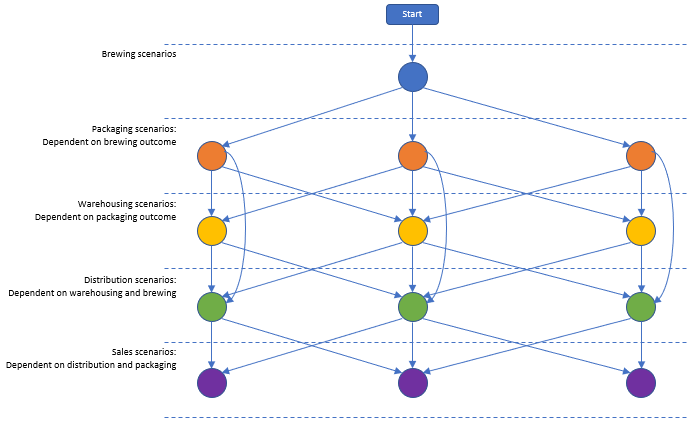 Start
Brewing scenarios
Packaging scenarios:
Dependent on brewing outcome
Warehousing scenarios:
Dependent on packaging outcome
Distribution scenarios:
Dependent on warehousing and brewing
Sales scenarios:
Dependent on distribution and packaging